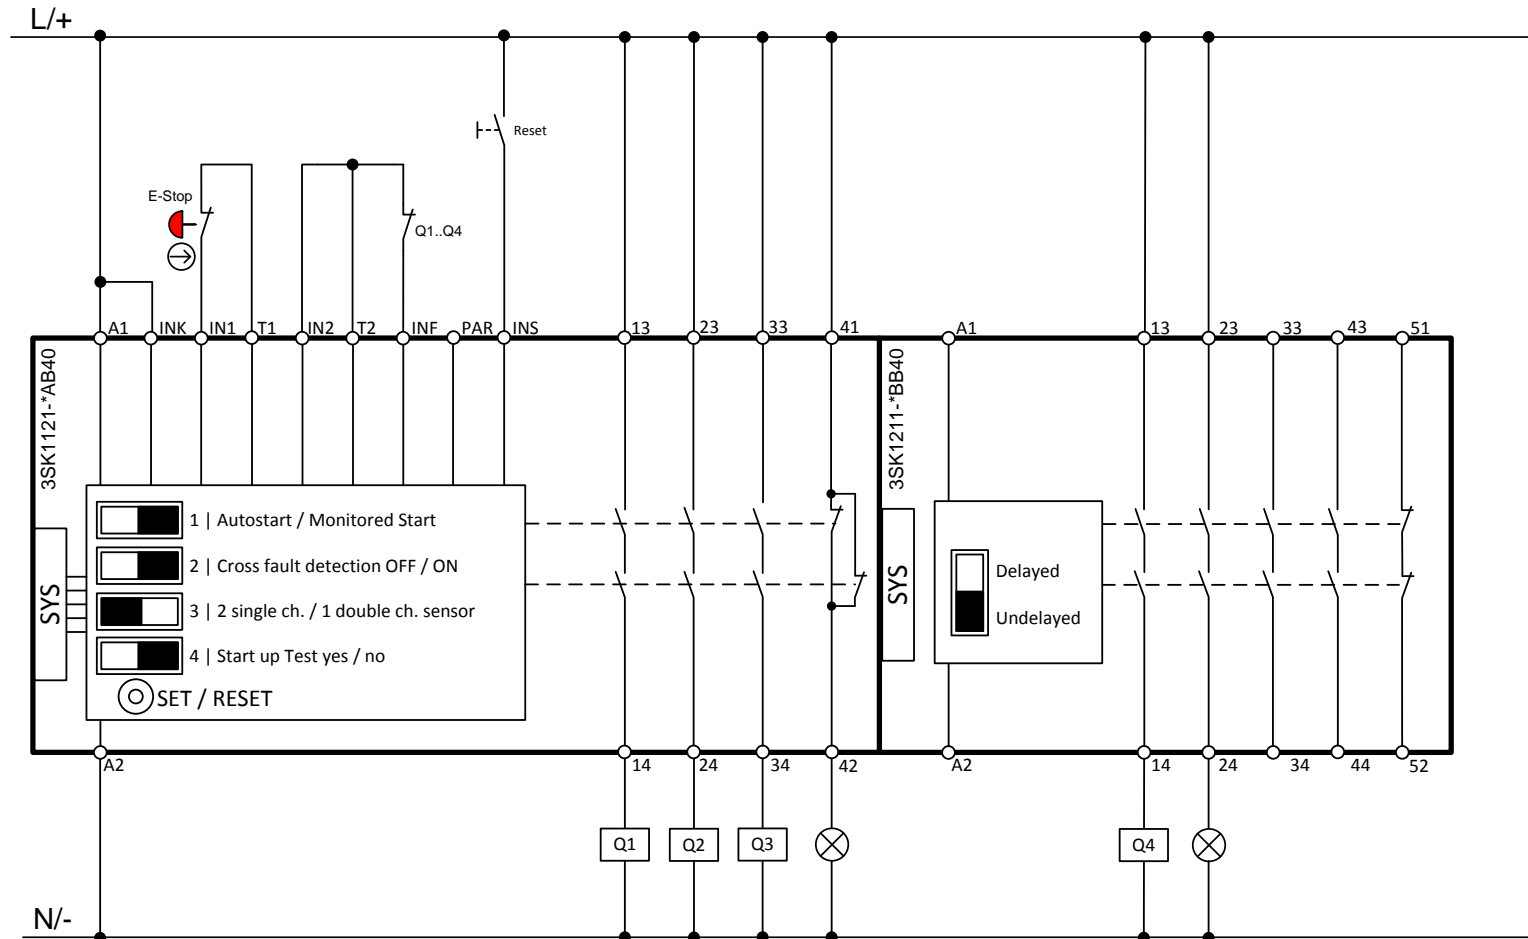 L/+
Reset
E-Stop
Q1..Q4
A1 INK IN1 T1 IN2 T2 INF PAR INS 13 23 33 41 A1 13 23 33 43 51
3SK1121-*AB40
3SK1211-*BB40
1 | Autostart / Monitored Start
2 | Cross fault detection OFF / ON
3 | 2 single ch. / 1 double ch. sensor
4 | Start up Test yes / no
SET / RESET
SYS
SYS
Delayed
Undelayed
A2 14 24 34 42 A2 14 24 34 44 52
Q1 Q2 Q3 Q4
N/-